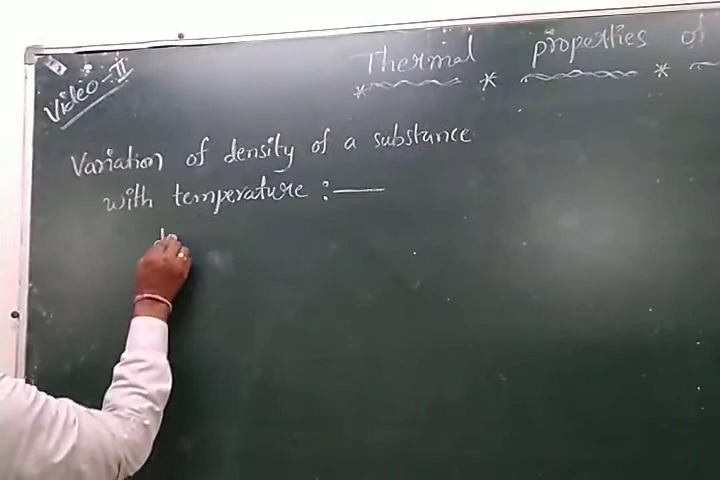 Video-II
Thermal properties of
Variation of density of a substance
with temperature :—